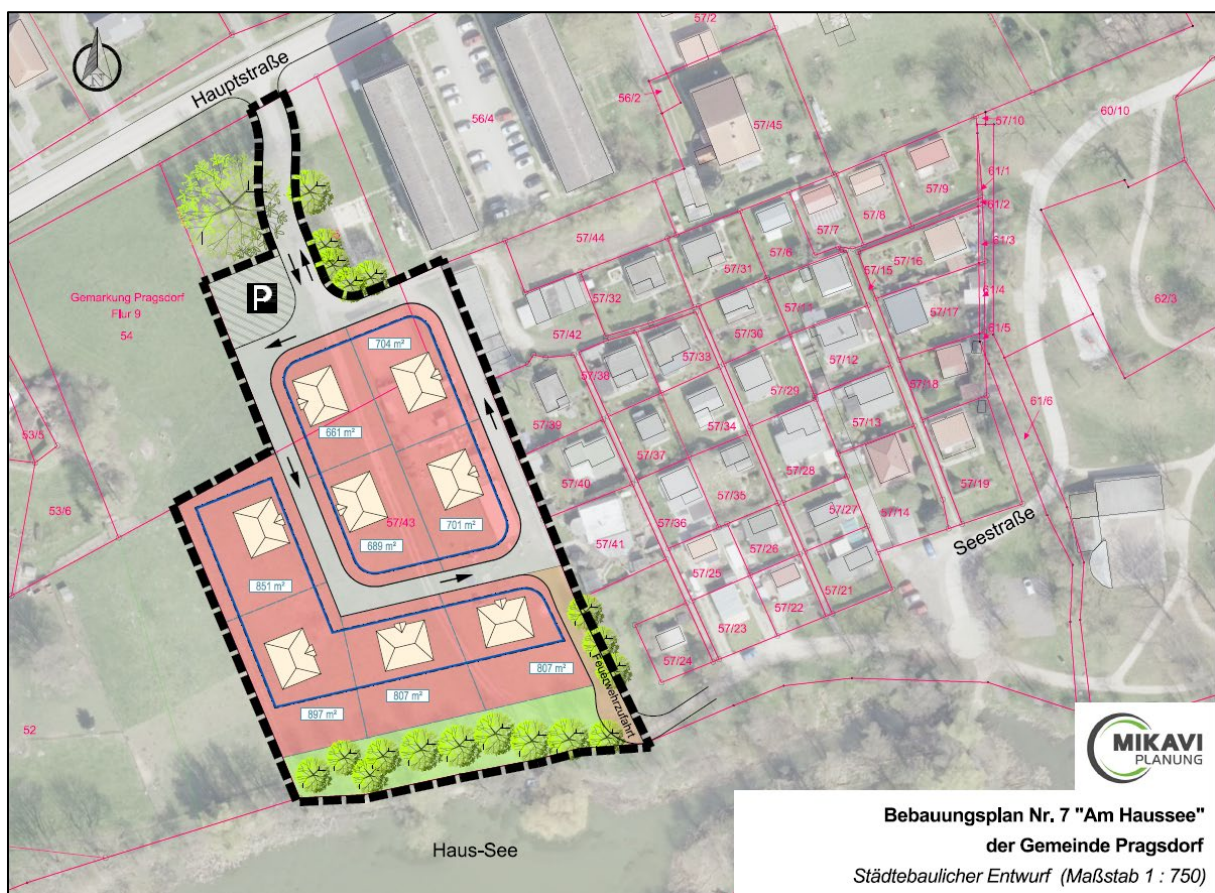 57/2
Hauptstraße
N
56/4
56/2
57/45
57/10
60/10
57/9
61/1
57/8
61/2
57/7
57/44
57/6
57/16
61/3
57/31
57/15
62/3
Gemarkung Pragsdorf
Flur 9
54
P
57/32
57/11
57/17
61/4
57/42
57/30
61/5
704 m²
57/33
57/12
57/38
57/18
57/29
61/6
57/39
57/34
57/13
661 m²
53/5
57/37
57/40
57/28
57/35
57/19
53/6
57/43
701 m²
57/36
57/27
57/14
689 m²
57/41
57/26
Seestraße
851 m²
57/25
57/21
57/22
57/23
57/24
807 m²
Feuerwehrzufahrt
807 m²
897 m²
52
MIKAVI
PLANUNG
Bebauungsplan Nr. 7 "Am Haussee"
der Gemeinde Pragsdorf
Haus-See
Städtebaulicher Entwurf (Maßstab 1 : 750)